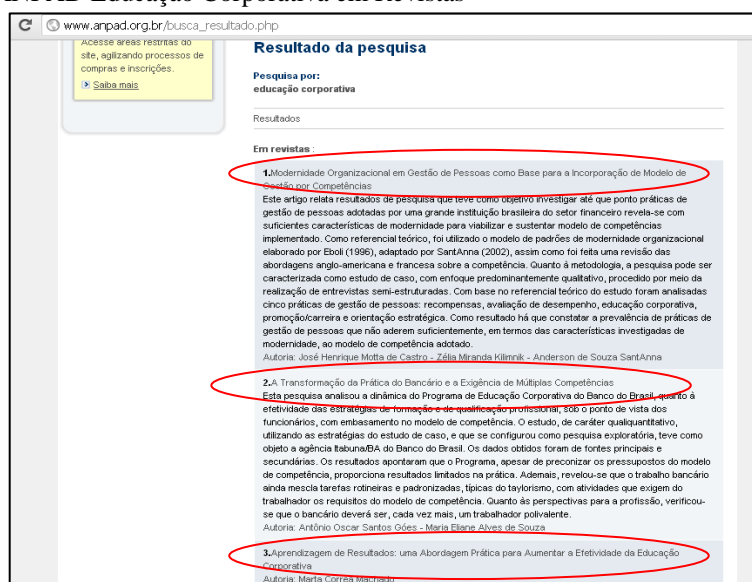 INPAD Educação Corporativa em Revistas
www.anpad.org.br/busca_resultado.php
Acesse áreas restritas do
site, agilizando processos de
compras e inscrições.
Saiba mais
Resultado da pesquisa
Pesquisa por:
educação corporativa
Resultados
Em revistas :
1.Modernidade Organizacional em Gestão de Pessoas como Base para a Incorporação de Modelo de
Gestão por Competências
Este artigo relata resultados de pesquisa que teve como objetivo investigar até que ponto práticas de
gestão de pessoas adotadas por uma grande instituição brasileira do setor financeiro revela-se com
suficientes características de modernidade para viabilizar e sustentar modelo de competências
implementado. Como referencial teórico, foi utilizado o modelo de padrões de modernidade organizacional
elaborado por Eboli (1996), adaptado por SantAnna (2002), assim como foi feita uma revisão das
abordagens anglo-americana e francesa sobre a competência. Quanto à metodologia, a pesquisa pode ser
caracterizada como estudo de caso, com enfoque predominantemente qualitativo, procedido por meio da
realização de entrevistas semi-estruturadas. Com base no referencial teórico do estudo foram analisadas
cinco práticas de gestão de pessoas: recompensas, avaliação de desempenho, educação corporativa,
promoção/carreira e orientação estratégica. Como resultado há que constatar a prevalência de práticas de
gestão de pessoas que não aderem suficientemente, em termos das características investigadas de
modernidade, ao modelo de competência adotado.
Autoria: José Henrique Motta de Castro - Zélia Miranda Kilimnik - Anderson de Souza SantAnna
2.A Transformação da Prática do Bancário e a Exigência de Múltiplas Competências
Esta pesquisa analisou a dinâmica do Programa de Educação Corporativa do Banco do Brasil, quanto à
efetividade das estratégias de formação e de qualificação profissional, sob o ponto de vista dos
funcionários, com embasamento no modelo de competência. O estudo, de caráter qualiquantitativo,
utilizando as estratégias do estudo de caso, e que se configurou como pesquisa exploratória, teve como
objeto a agência Itabuna/BA do Banco do Brasil. Os dados obtidos foram de fontes principais e
secundárias. Os resultados apontaram que o Programa, apesar de preconizar os pressupostos do modelo
de competência, proporciona resultados limitados na prática. Ademais, revelou-se que o trabalho bancário
ainda mescla tarefas rotineiras e padronizadas, típicas do taylorismo, com atividades que exigem do
trabalhador os requisitos do modelo de competência. Quanto às perspectivas para a profissão, verificou-
se que o bancário deverá ser, cada vez mais, um trabalhador polivalente.
Autoria: Antônio Oscar Santos Góes - Maria Eliane Alves de Souza
3.Aprendizagem de Resultados: uma Abordagem Prática para Aumentar a Efetividade da Educação
Corporativa
Autoria: Marta Corrêa Machado